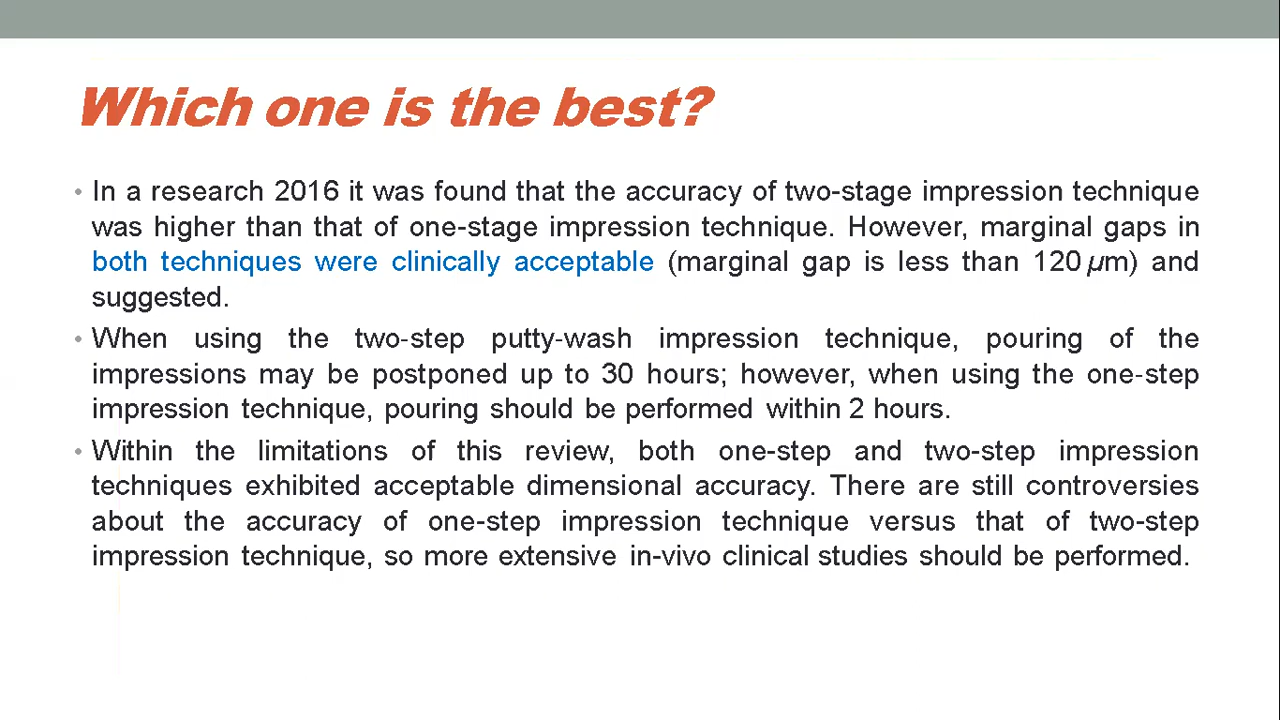 Which one is the best?
• In a research 2016 it was found that the accuracy of two-stage impression technique
was higher than that of one-stage impression technique. However, marginal gaps in
both techniques were clinically acceptable (marginal gap is less than 120 µm) and
suggested.
• When using the two-step putty-wash impression technique, pouring of the
impressions may be postponed up to 30 hours; however, when using the one-step
impression technique, pouring should be performed within 2 hours.
• Within the limitations of this review, both one-step and two-step impression
techniques exhibited acceptable dimensional accuracy. There are still controversies
about the accuracy of one-step impression technique versus that of two-step
impression technique, so more extensive in-vivo clinical studies should be performed.